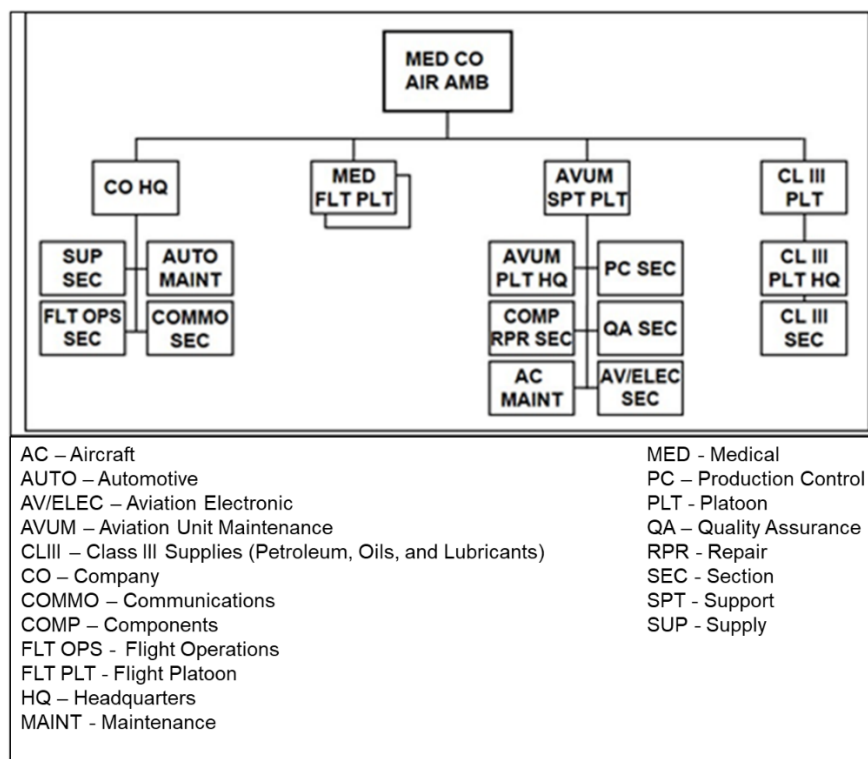 MED CO
AIR AMB
CO HQ
MED
FLT PLT
AVUM
SPT PLT
CL III
PLT
SUP
SEC
AUTO
MAINT
FLT OPS
SEC
COMMO
SEC
AVUM
PLT HQ
PC SEC
COMP
RPR SEC
QA SEC
AC
MAINT
AV/ELEC
SEC
CL III
PLT HQ
CL III
SEC
AC – Aircraft
AUTO – Automotive
AV/ELEC – Aviation Electronic
AVUM – Aviation Unit Maintenance
CLIII – Class III Supplies (Petroleum, Oils, and Lubricants)
CO – Company
COMMO – Communications
COMP – Components
FLT OPS - Flight Operations
FLT PLT - Flight Platoon
HQ – Headquarters
MAINT - Maintenance
MED - Medical
PC – Production Control
PLT - Platoon
QA – Quality Assurance
RPR - Repair
SEC - Section
SPT - Support
SUP - Supply